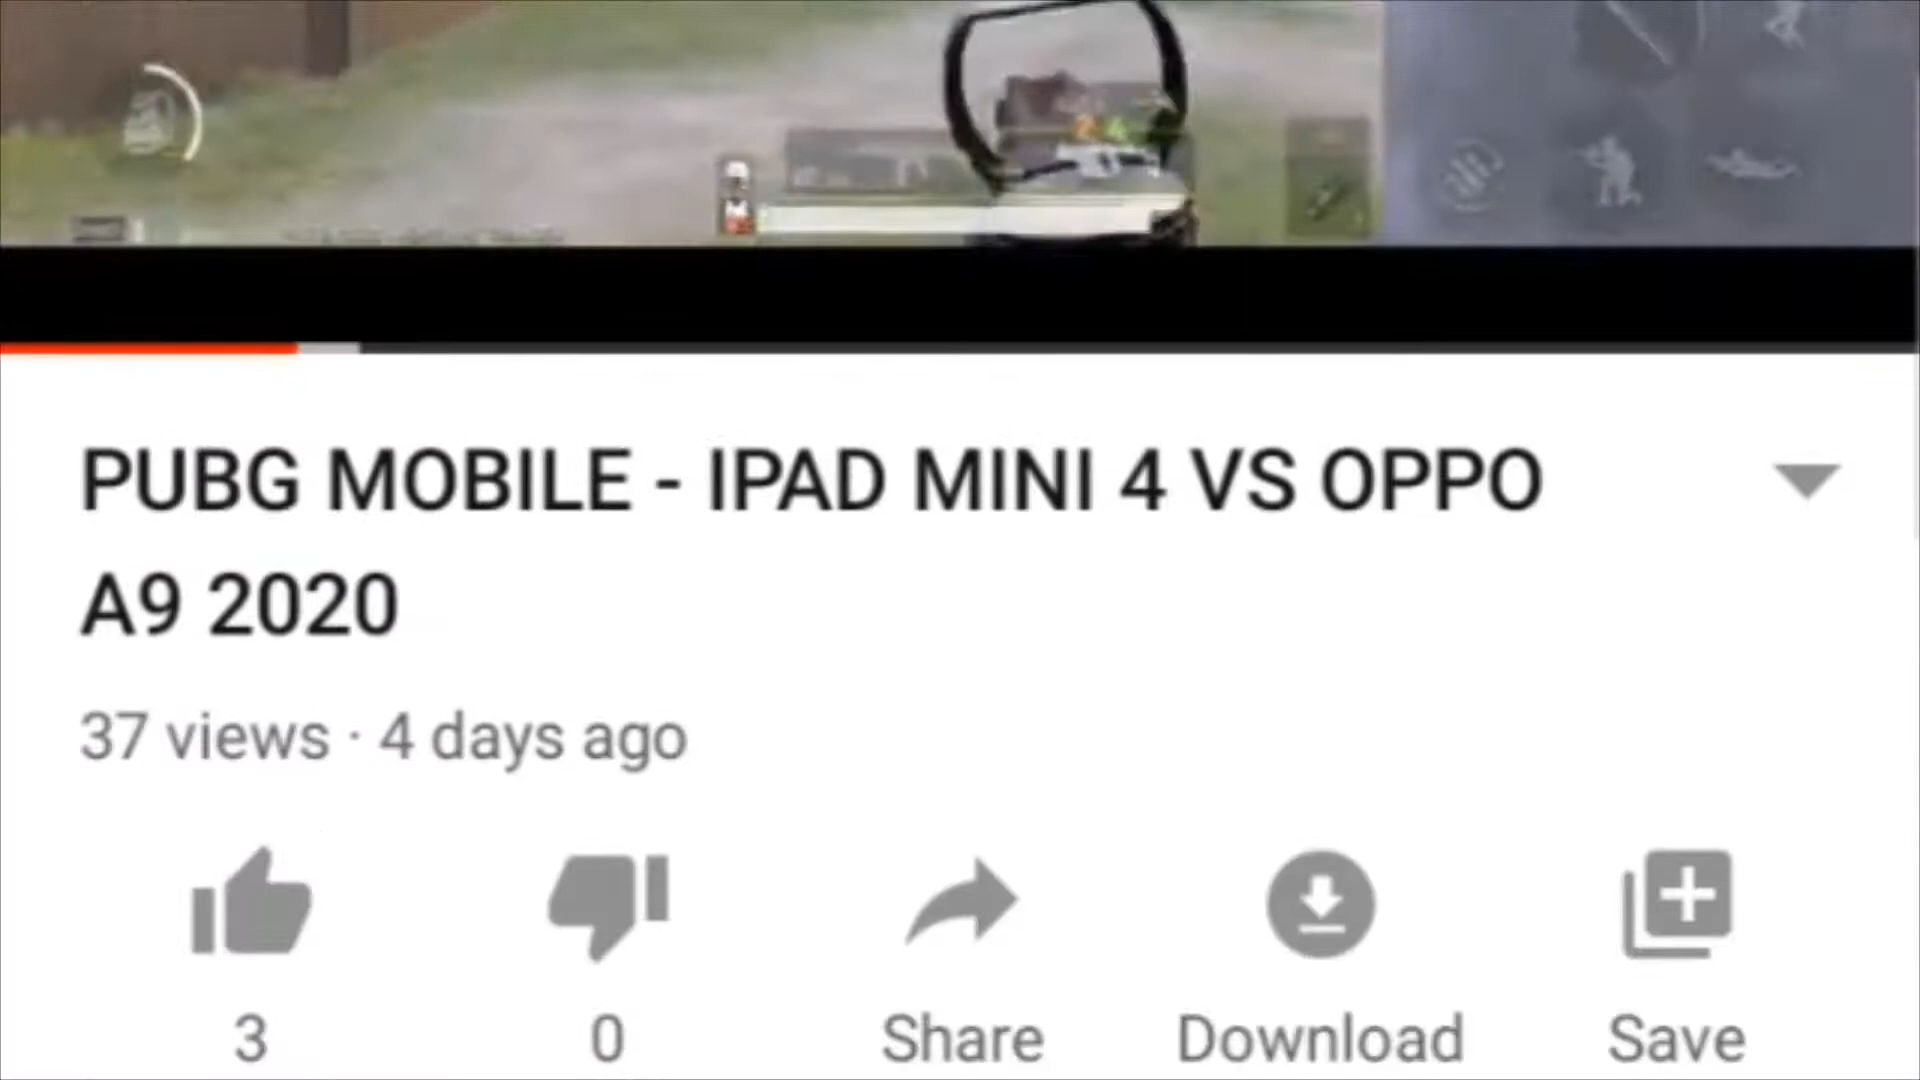 PUBG MOBILE - IPAD MINI 4 VS OPPO
A9 2020
37 views · 4 days ago
3 0 Share Download Save